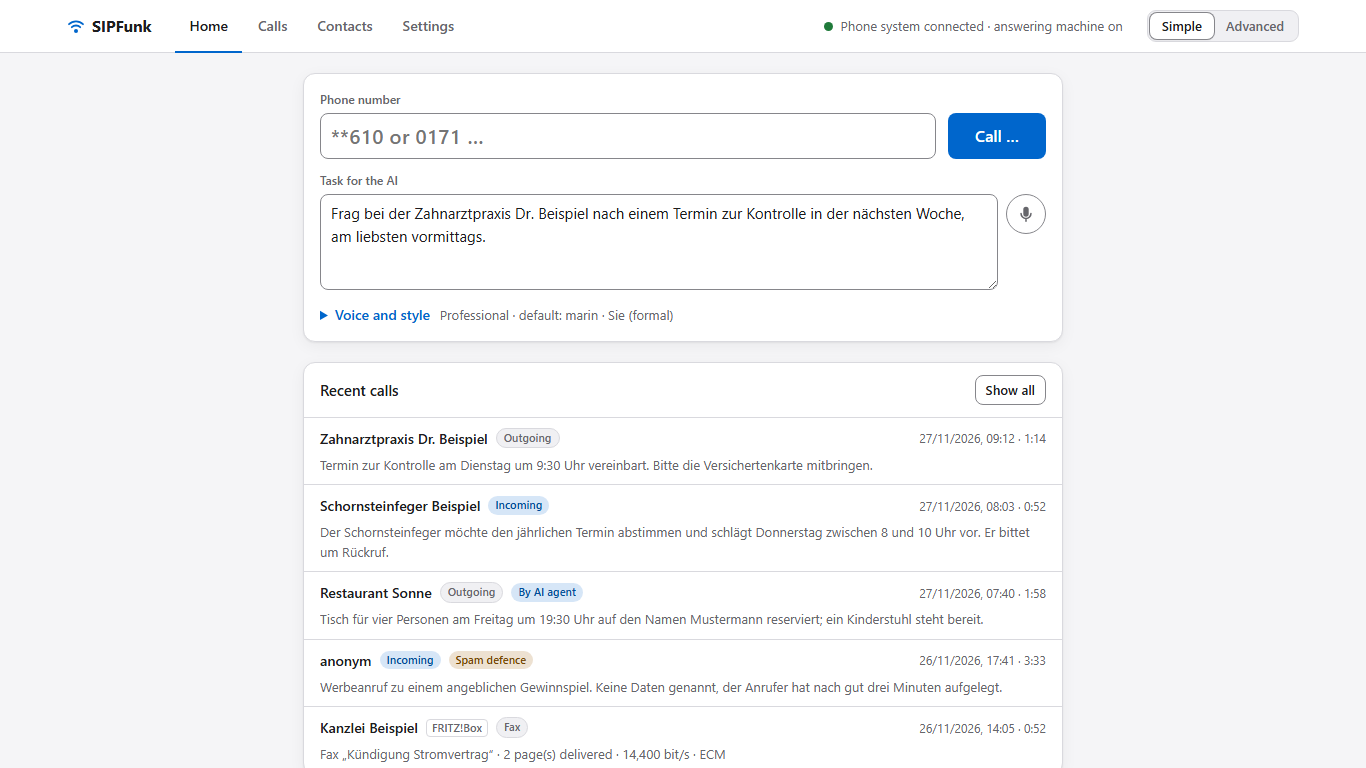 SIPFunk
Home
Calls
Contacts
Settings
Phone system connected · answering machine on
Simple
Advanced
Phone number
**610 or 0171 ...
Call ...
Task for the AI
Frag bei der Zahnarztpraxis Dr. Beispiel nach einem Termin zur Kontrolle in der nächsten Woche,
am liebsten vormittags.
Voice and style Professional · default: marin · Sie (formal)
Recent calls
Show all
Zahnarztpraxis Dr. Beispiel Outgoing 27/11/2026, 09:12 · 1:14
Termin zur Kontrolle am Dienstag um 9:30 Uhr vereinbart. Bitte die Versichertenkarte mitbringen.
Schornsteinfeger Beispiel Incoming 27/11/2026, 08:03 · 0:52
Der Schornsteinfeger möchte den jährlichen Termin abstimmen und schlägt Donnerstag zwischen 8 und 10 Uhr vor. Er bittet
um Rückruf.
Restaurant Sonne Outgoing By AI agent 27/11/2026, 07:40 · 1:58
Tisch für vier Personen am Freitag um 19:30 Uhr auf den Namen Mustermann reserviert; ein Kinderstuhl steht bereit.
anonym Incoming Spam defence 26/11/2026, 17:41 · 3:33
Werbeanruf zu einem angeblichen Gewinnspiel. Keine Daten genannt, der Anrufer hat nach gut drei Minuten aufgelegt.
Kanzlei Beispiel FRITZ!Box Fax 26/11/2026, 14:05 · 0:52
Fax „Kündigung Stromvertrag“ · 2 page(s) delivered · 14,400 bit/s · ECM